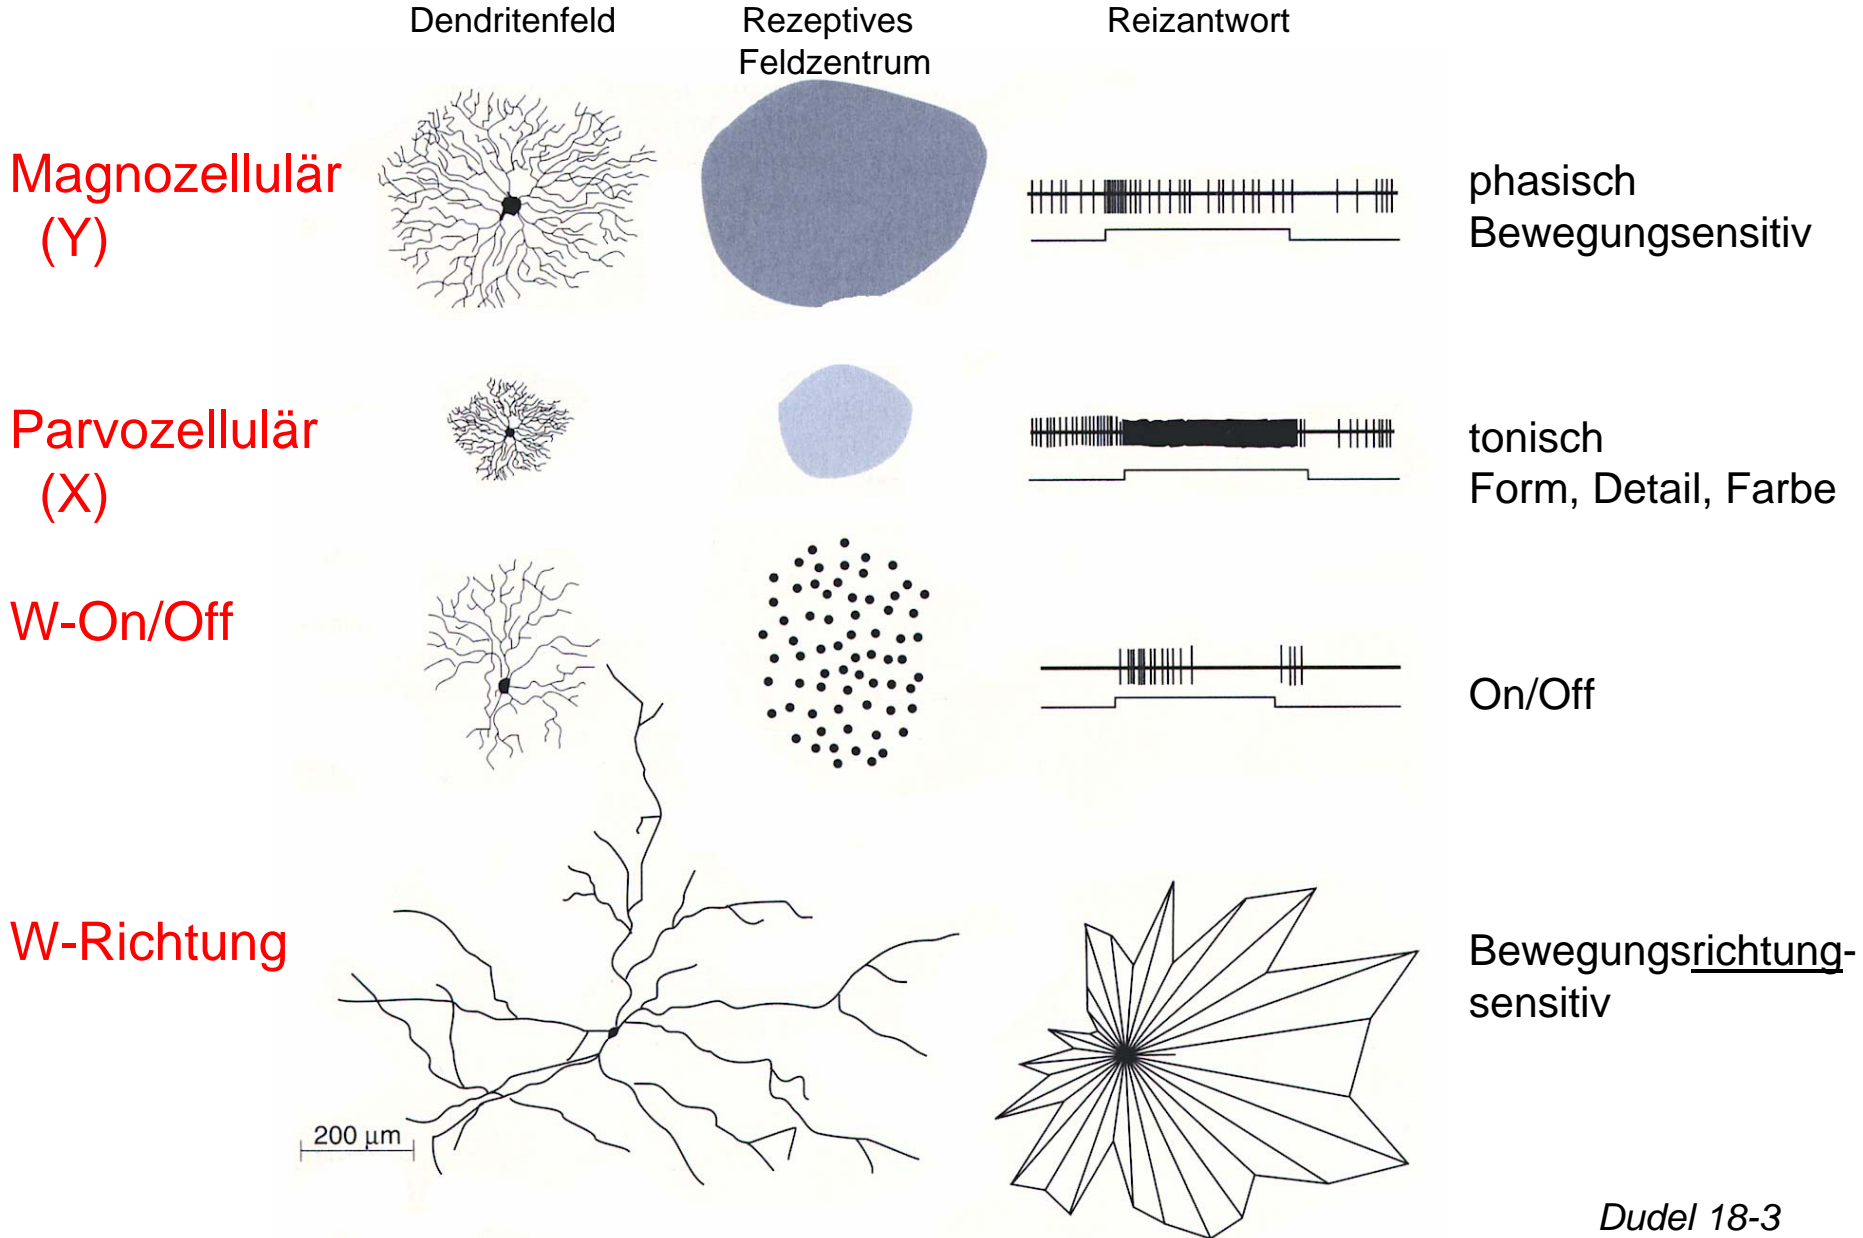 Dendritenfeld
Rezeptives
Feldzentrum
Reizantwort
Magnozellulär
(Y)
phasisch
Bewegungsensitiv
Parvozellulär
(X)
tonisch
Form, Detail, Farbe
W-On/Off
On/Off
W-Richtung
Bewegungsrichtung-
sensitiv
200 µm
Dudel 18-3